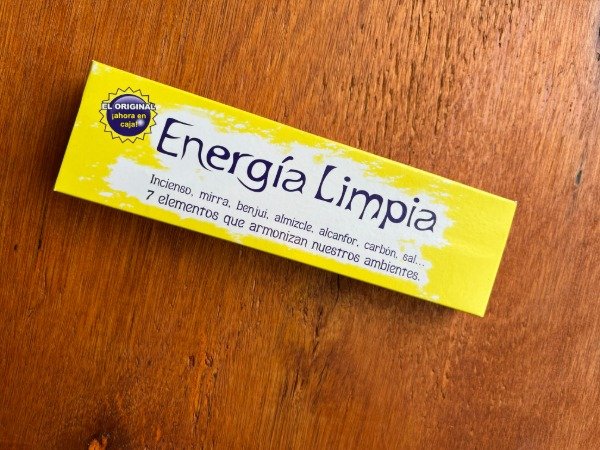 EL ORIGINAL
¡ahora en
caja!
Energía Limpia
Incienso, mirra, benjuí, almizcle, alcanfor, carbón, sal...
7 elementos que armonizan nuestros ambientes.